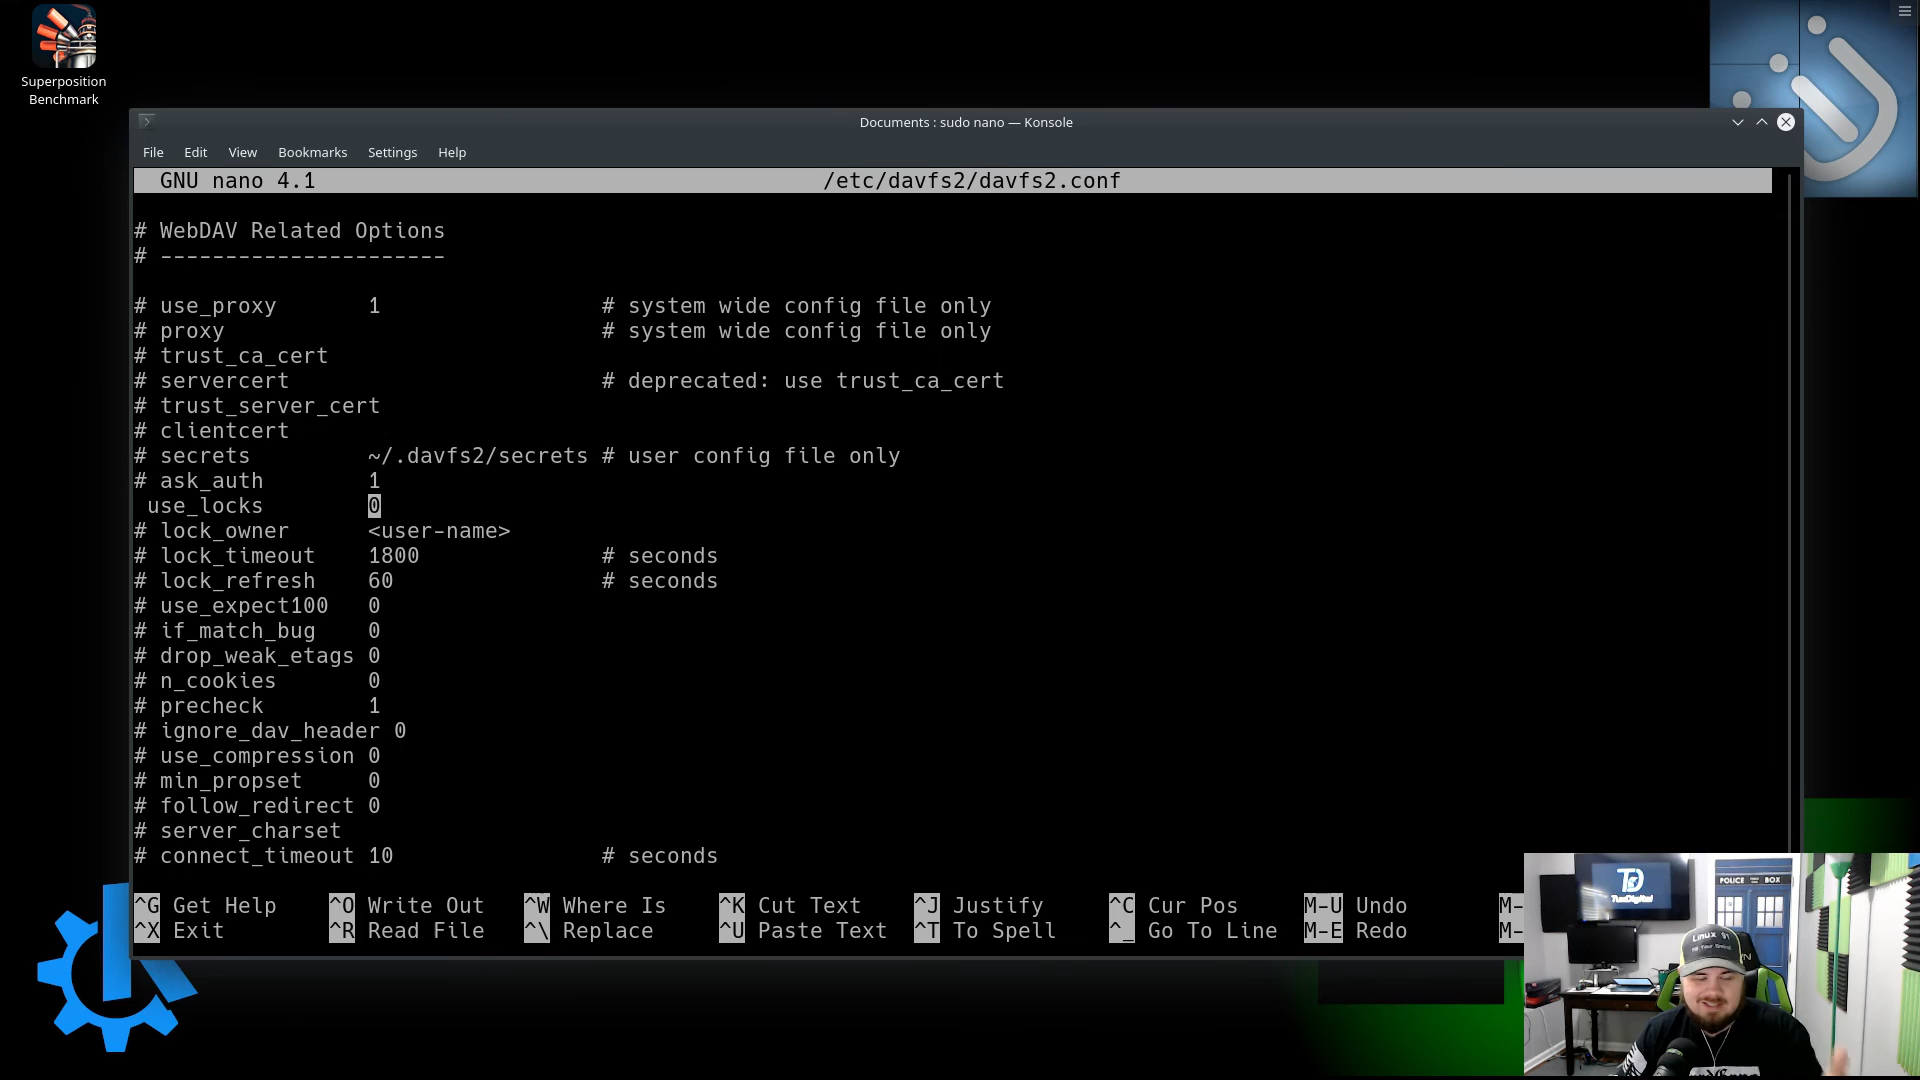 Superposition
Benchmark
Documents : sudo nano — Konsole
File Edit View Bookmarks Settings Help
GNU nano 4.1 /etc/davfs2/davfs2.conf
# WebDAV Related Options
# ----------------------
# use_proxy 1 # system wide config file only
# proxy # system wide config file only
# trust_ca_cert
# servercert # deprecated: use trust_ca_cert
# trust_server_cert
# clientcert
# secrets ~/.davfs2/secrets # user config file only
# ask_auth 1
use_locks 0
# lock_owner <user-name>
# lock_timeout 1800 # seconds
# lock_refresh 60 # seconds
# use_expect100 0
# if_match_bug 0
# drop_weak_etags 0
# n_cookies 0
# precheck 1
# ignore_dav_header 0
# use_compression 0
# min_propset 0
# follow_redirect 0
# server_charset
# connect_timeout 10 # seconds
^G Get Help ^O Write Out ^W Where Is ^K Cut Text ^J Justify ^C Cur Pos M-U Undo M-
^X Exit ^R Read File ^\ Replace ^U Paste Text ^T To Spell ^_ Go To Line M-E Redo M-
POLICE BOX
TuxDigital
Linux